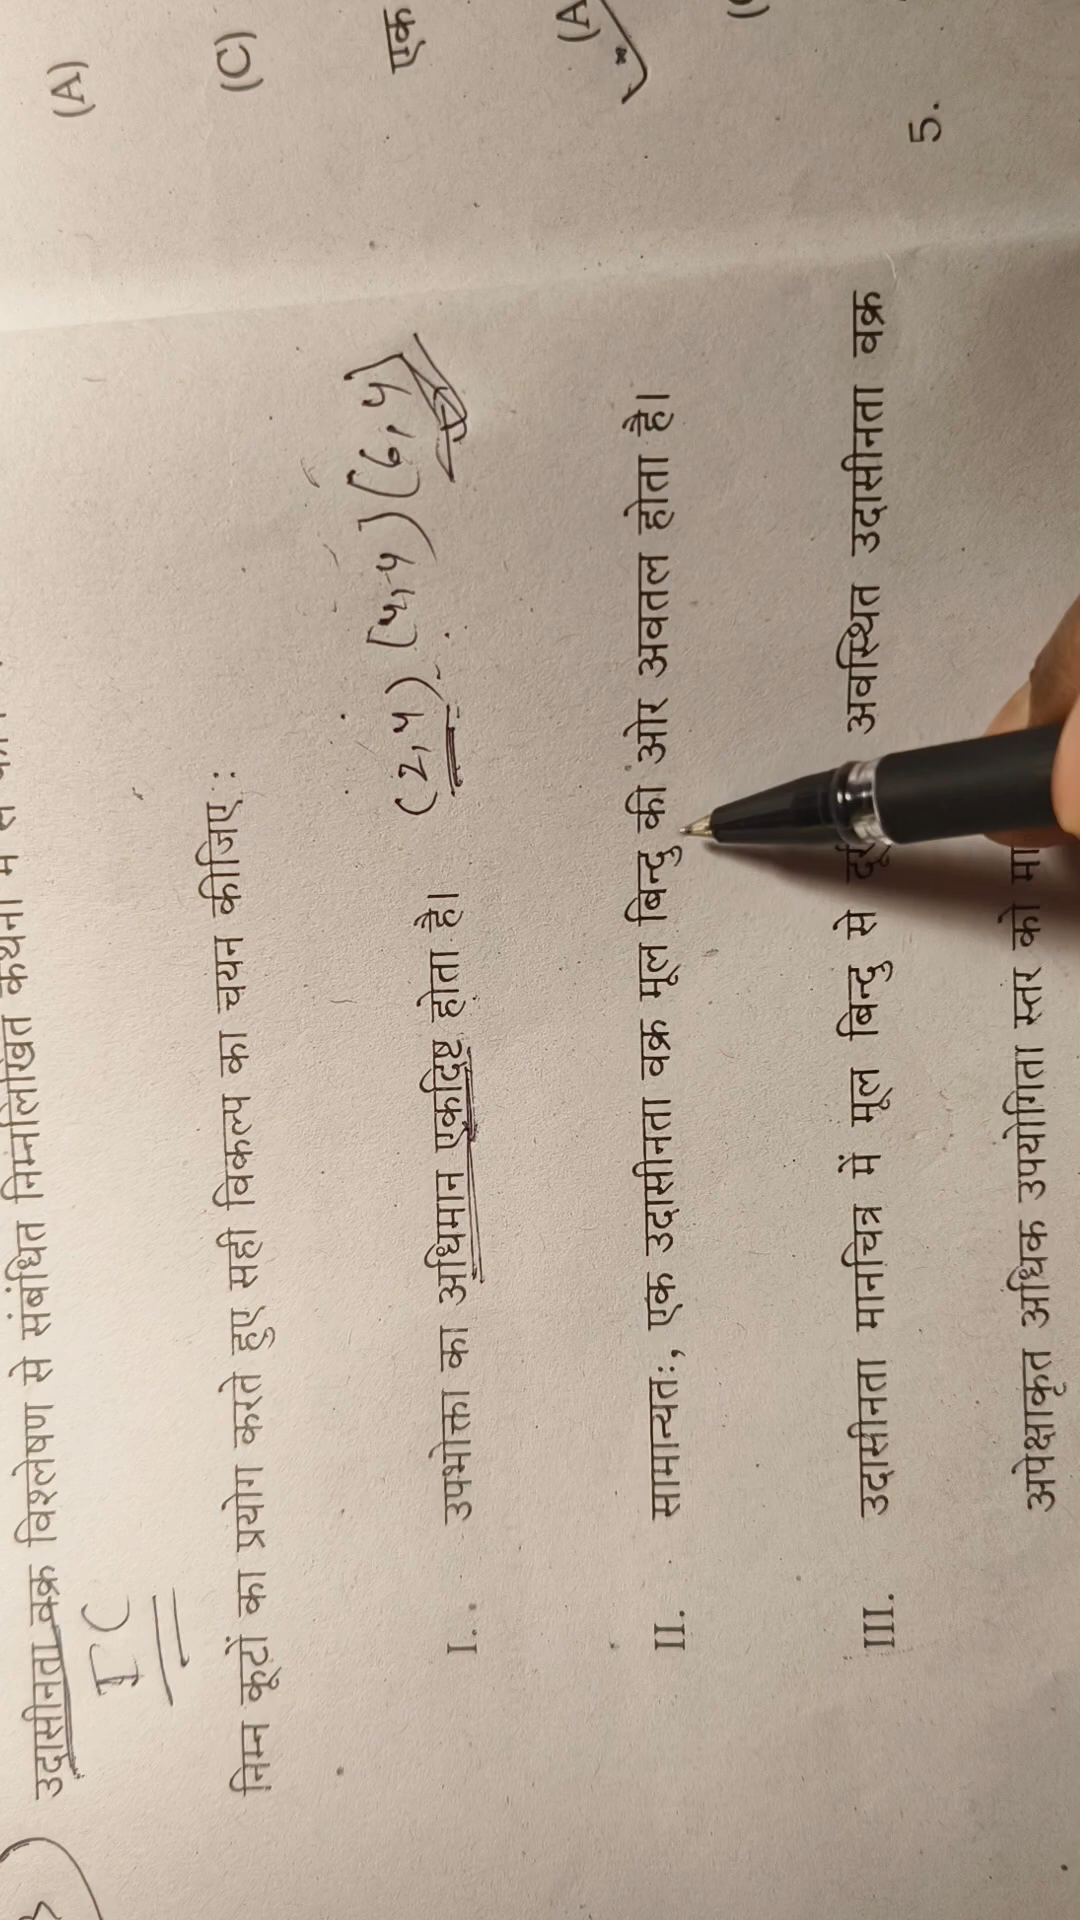 उदासीनता वक्र विश्लेषण से संबंधित निम्नलिखित कथनों में से
IC
निम्न कूटों का प्रयोग करते हुए सही विकल्प का चयन कीजिए :
I. उपभोक्ता का अधिमान एकदिष्ट होता है। (2,4) (4,4) (6,4)
II. सामान्यतः, एक उदासीनता वक्र मूल बिन्दु की ओर अवतल होता है।
III. उदासीनता मानचित्र में मूल बिन्दु से अवस्थित उदासीनता वक्र
अपेक्षाकृत अधिक उपयोगिता स्तर को
(A)
(C)
एक
(A
5.